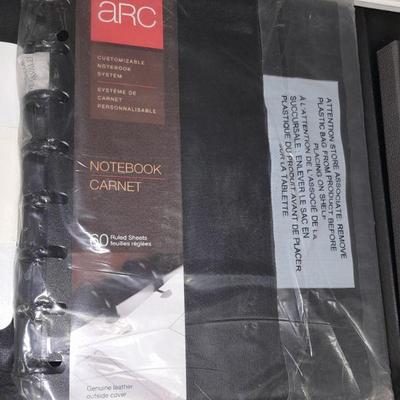 arc
CUSTOMIZABLE
NOTEBOOK
SYSTEM
SYSTÈME DE
CARNET
PERSONNALISABLE
NOTEBOOK
CARNET
60 Ruled Sheets
feuilles réglées
Genuine leather
outside cover
ATTENTION STORE ASSOCIATE: REMOVE
PLASTIC BAG FROM PRODUCT BEFORE
PLACING ON SHELF
À L'ATTENTION DE L'ASSOCIÉ DE LA
SUCCURSALE : ENLEVER LE SAC EN
PLASTIQUE DU PRODUIT AVANT DE PLACER
SUR LA TABLETTE.